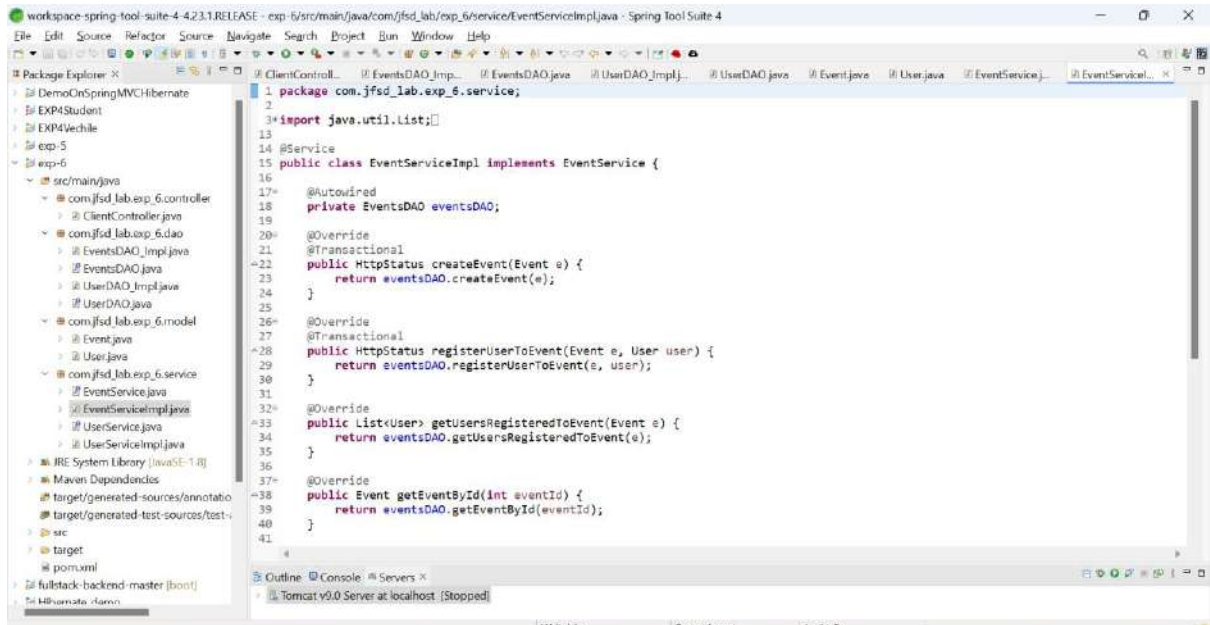 workspace-spring-tool-suite-4-4.23.1.RELEASE - exp-6/src/main/java/com/jfsd_lab/exp_6/service/EventServiceImpl.java - Spring Tool Suite 4
File Edit Source Refactor Source Navigate Search Project Run Window Help
Package Explorer
ClientControll... EventsDAO_Imp... EventsDAO.java UserDAO_Impl.j... UserDAO.java Event.java User.java EventService.j... EventServiceI...
DemoOnSpringMVCHibernate
EXP4Student
EXP4Vechile
exp-5
exp-6
src/main/java
com.jfsd_lab.exp_6.controller
ClientController.java
com.jfsd_lab.exp_6.dao
EventsDAO_Impl.java
EventsDAO.java
UserDAO_Impl.java
UserDAO.java
com.jfsd_lab.exp_6.model
Event.java
User.java
com.jfsd_lab.exp_6.service
EventService.java
EventServiceImpl.java
UserService.java
UserServiceImpl.java
JRE System Library [JavaSE-1.8]
Maven Dependencies
target/generated-sources/annotatio
target/generated-test-sources/test-
src
target
pom.xml
fullstack-backend-master [boot]
Hibernate demo
1 package com.jfsd_lab.exp_6.service;
2
3 import java.util.List;
13
14 @Service
15 public class EventServiceImpl implements EventService {
16
17 @Autowired
18 private EventsDAO eventsDAO;
19
20 @Override
21 @Transactional
22 public HttpStatus createEvent(Event e) {
23 return eventsDAO.createEvent(e);
24 }
25
26 @Override
27 @Transactional
28 public HttpStatus registerUserToEvent(Event e, User user) {
29 return eventsDAO.registerUserToEvent(e, user);
30 }
31
32 @Override
33 public List<User> getUsersRegisteredToEvent(Event e) {
34 return eventsDAO.getUsersRegisteredToEvent(e);
35 }
36
37 @Override
38 public Event getEventById(int eventId) {
39 return eventsDAO.getEventById(eventId);
40 }
41
Outline Console Servers
Tomcat v9.0 Server at localhost [Stopped]